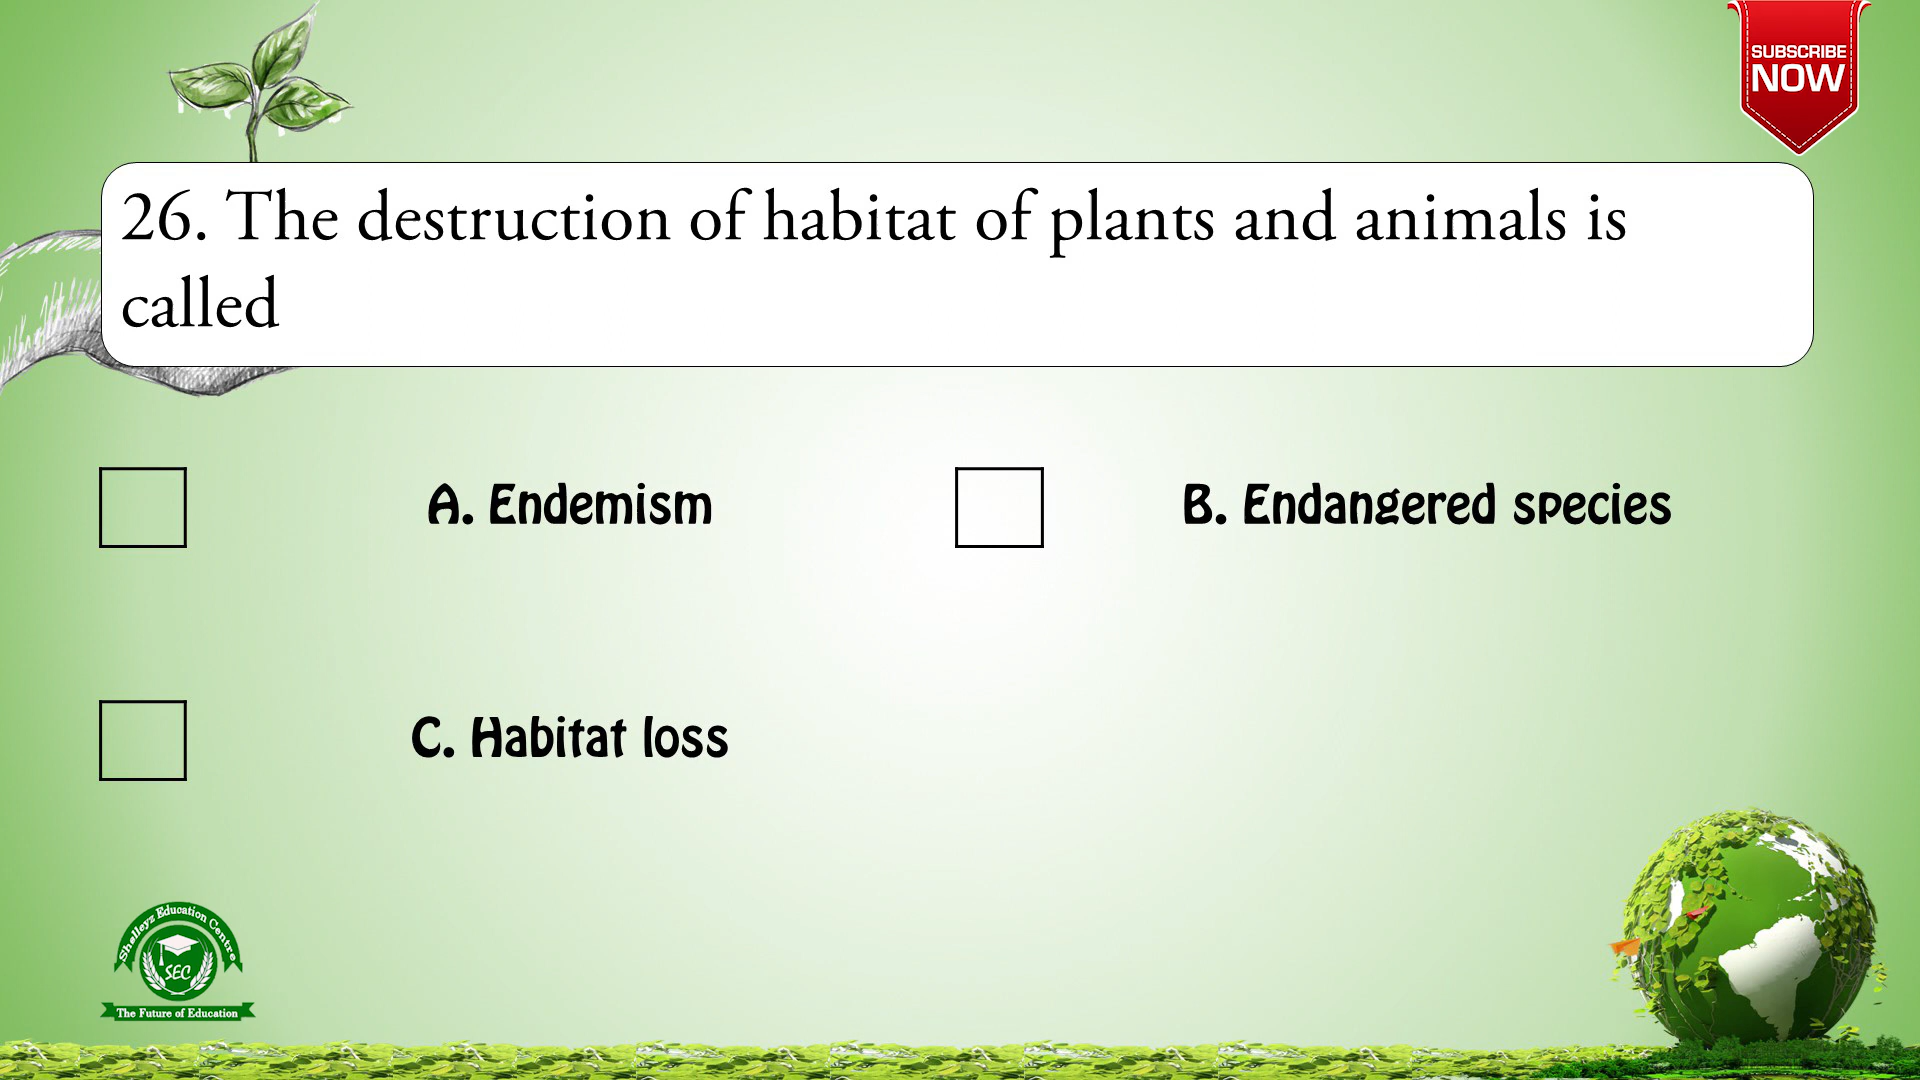 SUBSCRIBE
NOW
26. The destruction of habitat of plants and animals is
called
A. Endemism
B. Endangered species
C. Habitat loss
Shelleyz Education Centre
SEC
The Future of Education